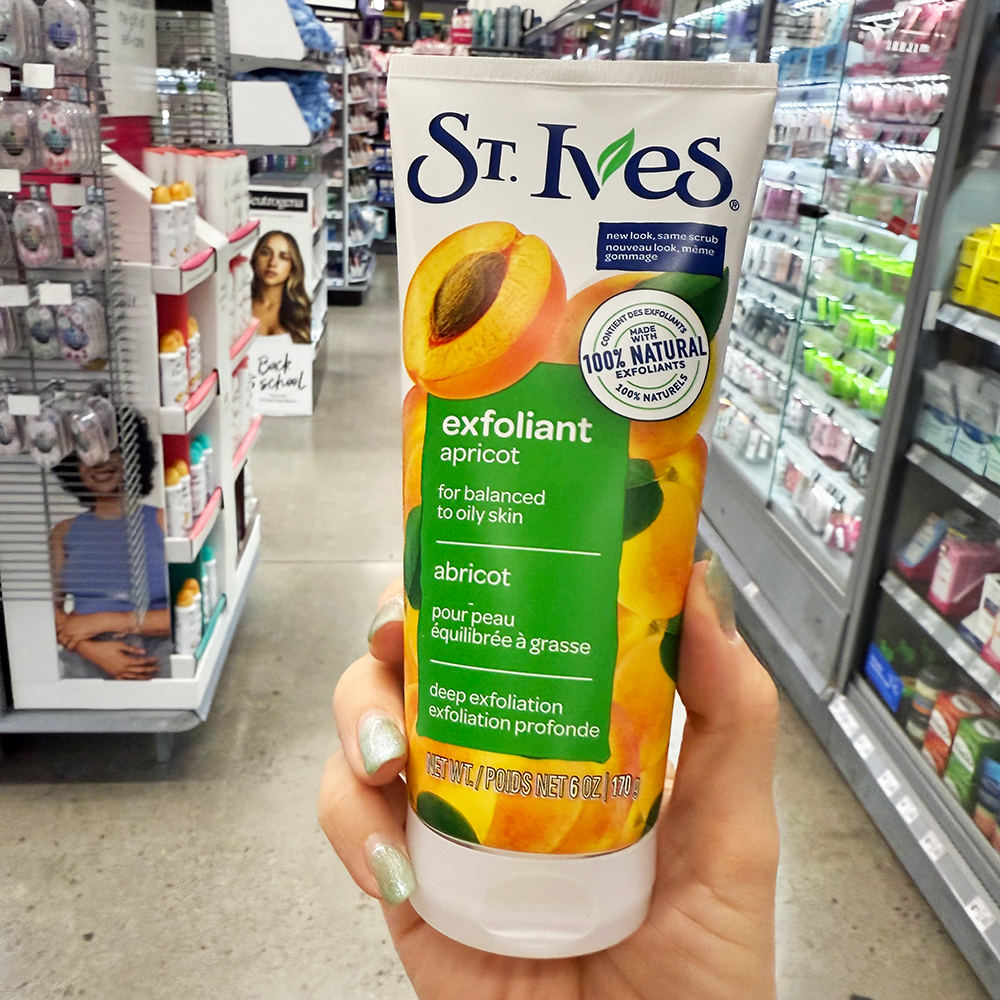 ST. Ives®
new look, same scrub
nouveau look, même
gommage
CONTIENT DES EXFOLIANTS
MADE
WITH
100% NATURAL
EXFOLIANTS
100% NATURELS
exfoliant
apricot
for balanced
to oily skin
abricot
pour peau
équilibrée à grasse
deep exfoliation
exfoliation profonde
NET WT. / POIDS NET 6 OZ | 170 g
Neutrogena
Back
school